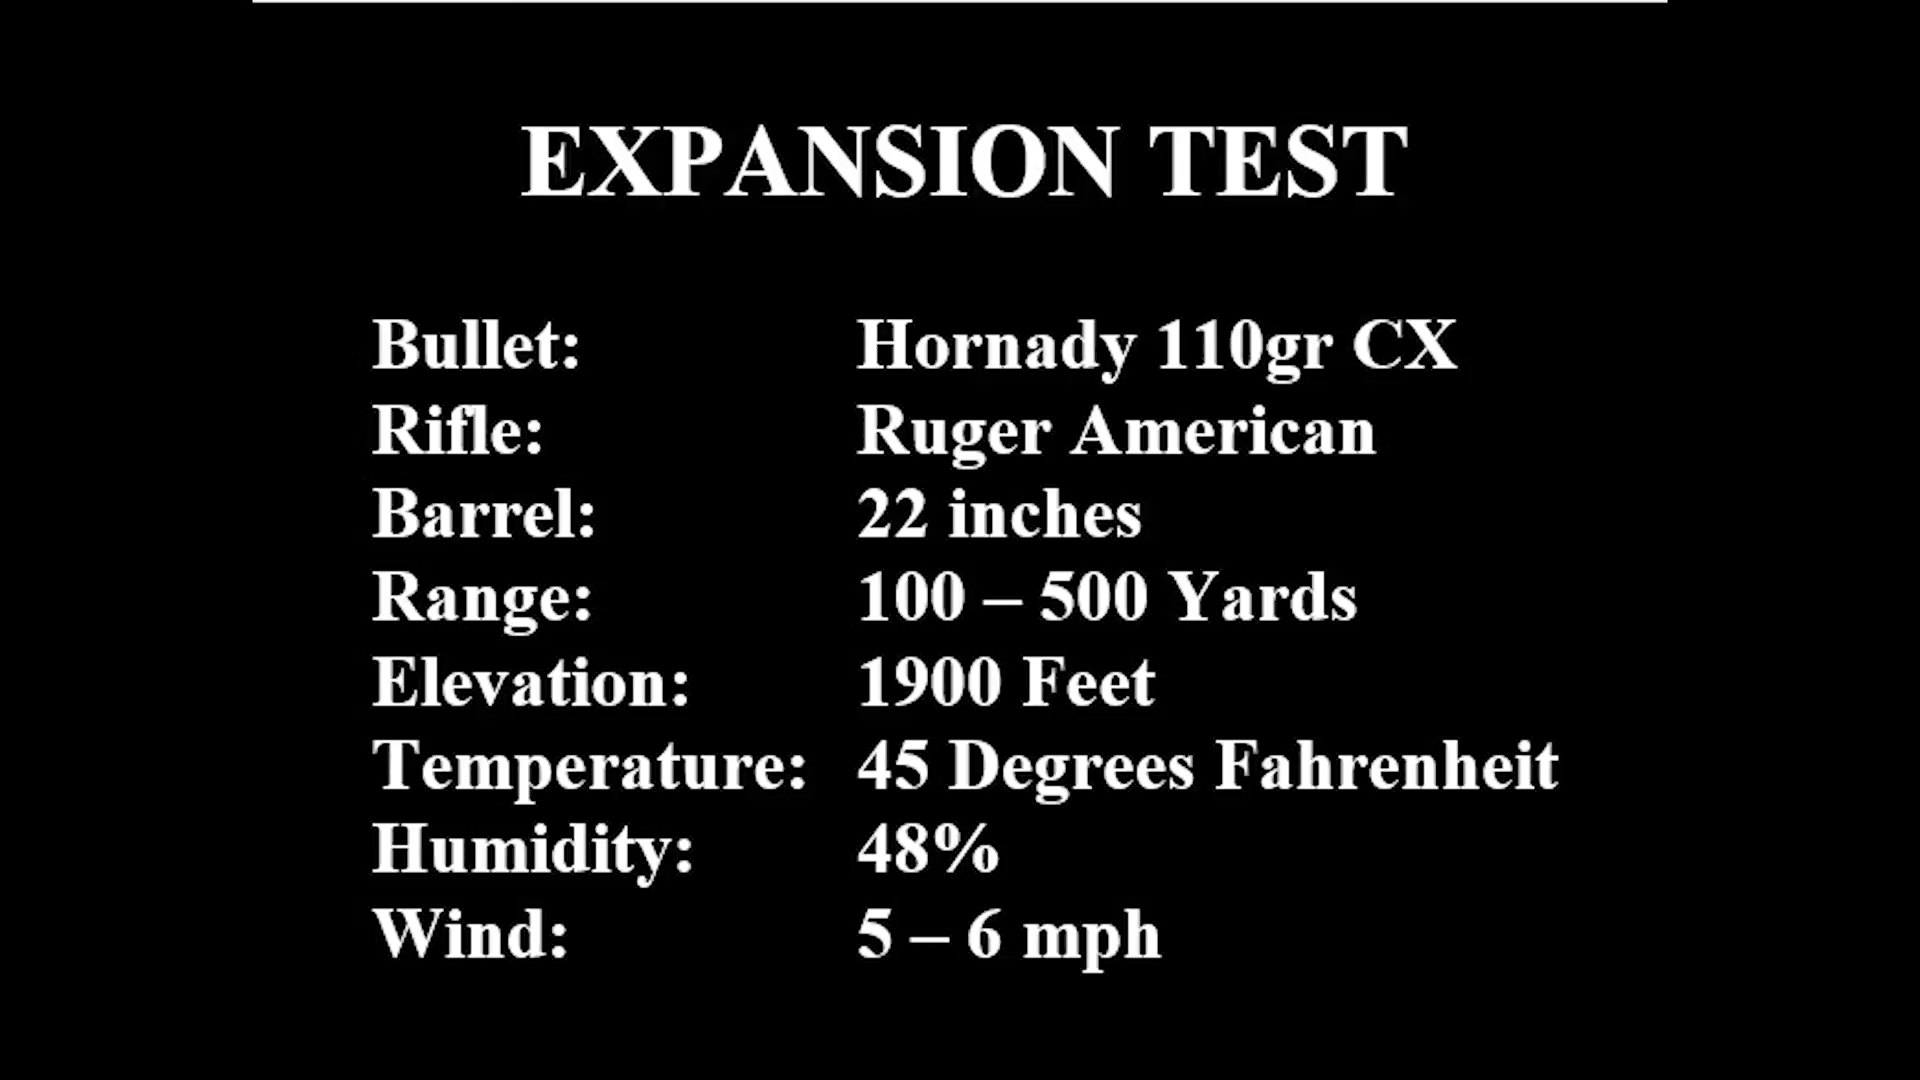 EXPANSION TEST
Bullet: Hornady 110gr CX
Rifle: Ruger American
Barrel: 22 inches
Range: 100 – 500 Yards
Elevation: 1900 Feet
Temperature: 45 Degrees Fahrenheit
Humidity: 48%
Wind: 5 – 6 mph